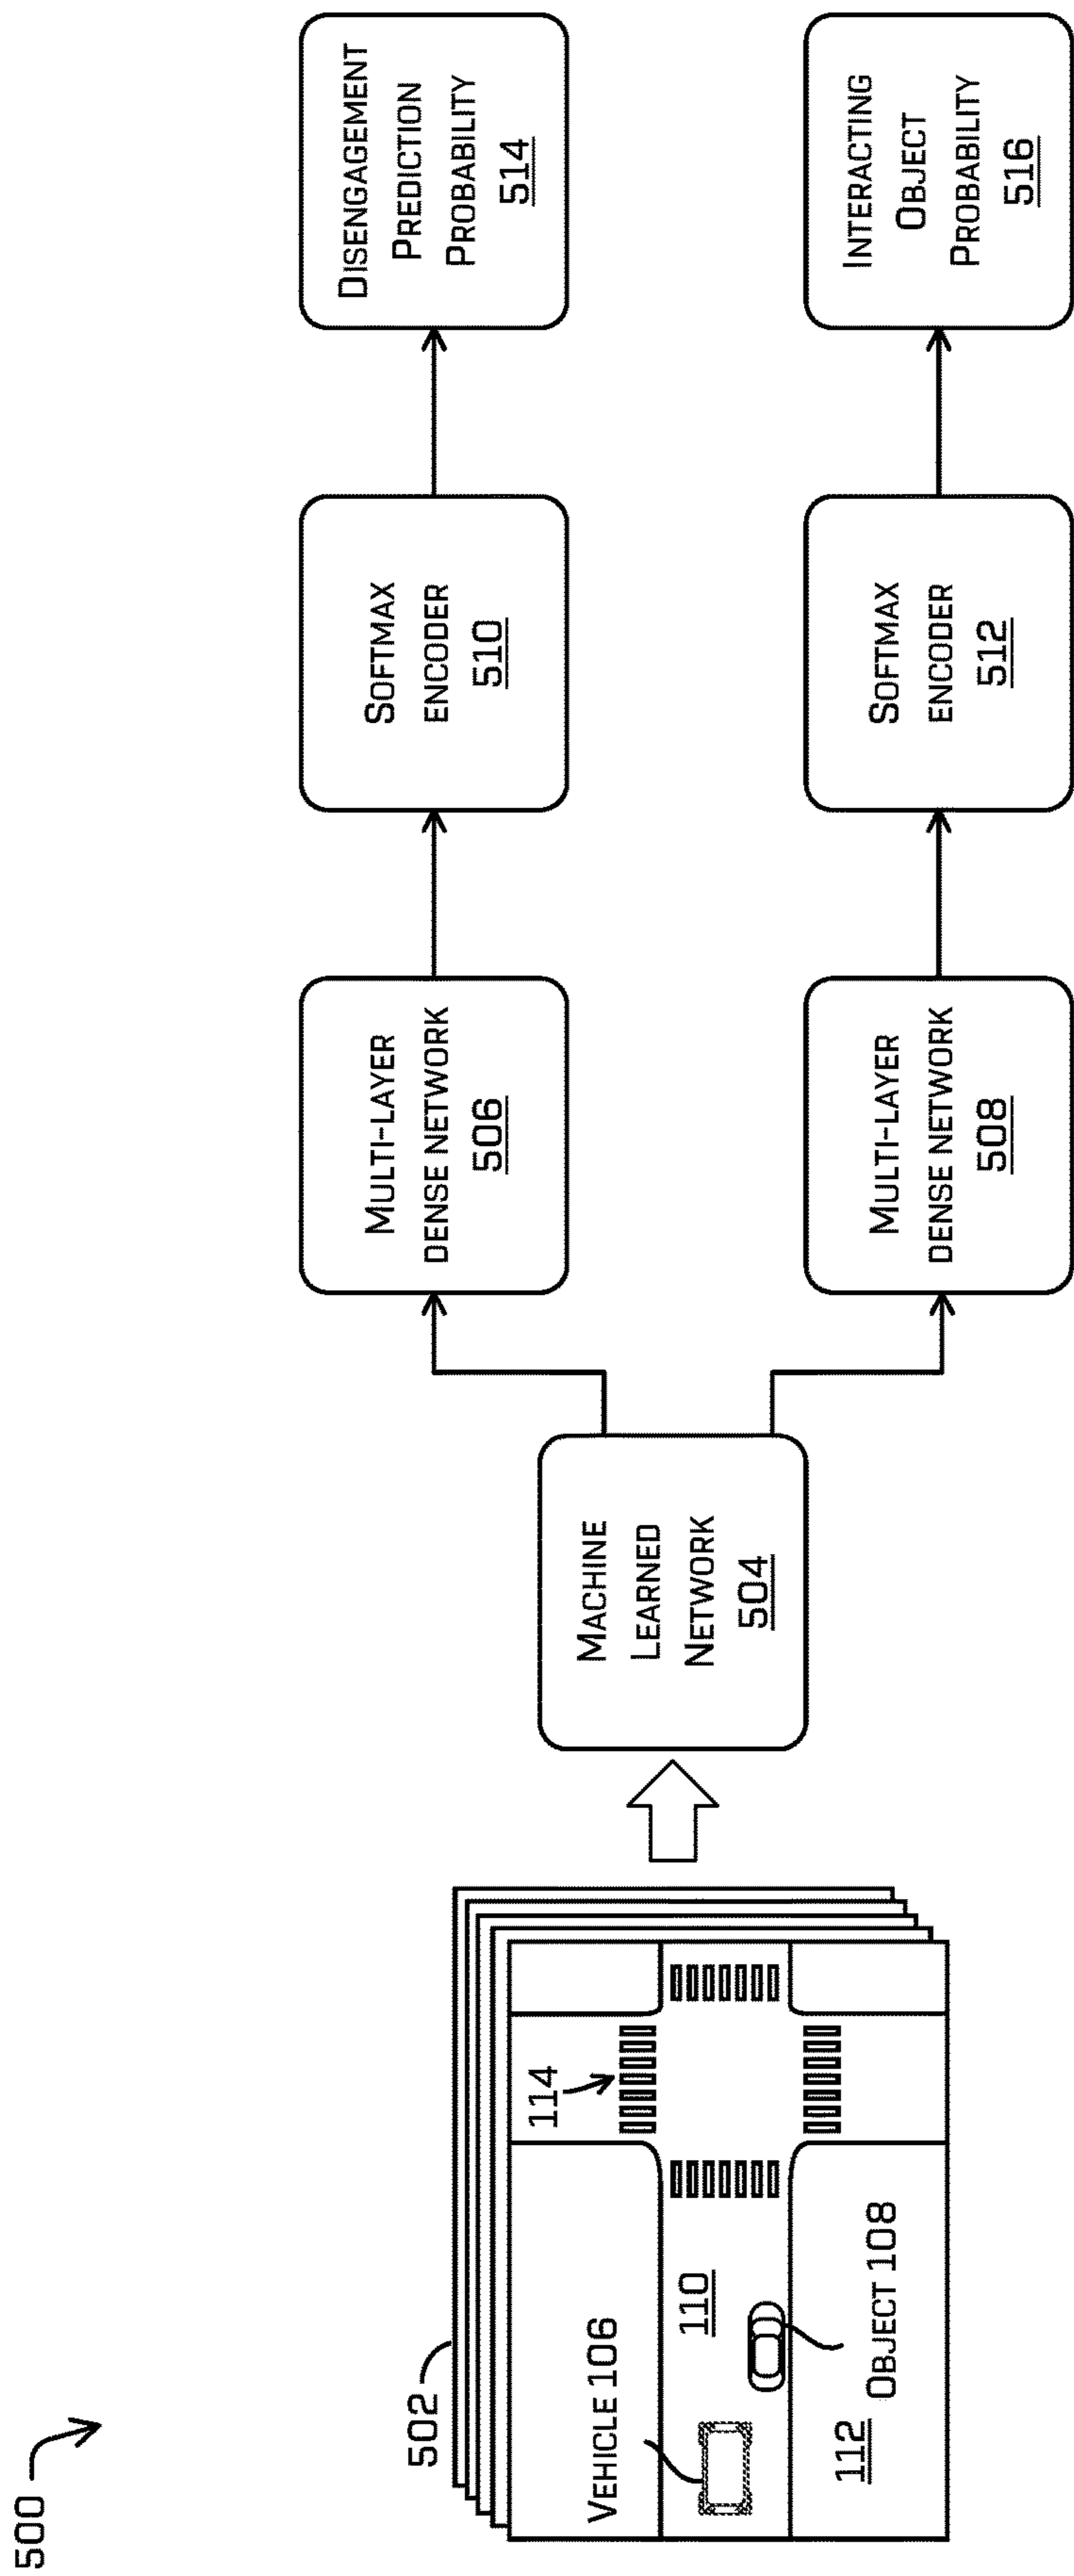 500
502
VEHICLE 106
110
114
112
OBJECT 108
MACHINE
LEARNED
NETWORK
504
MULTI-LAYER
DENSE NETWORK
506
SOFTMAX
ENCODER
510
DISENGAGEMENT
PREDICTION
PROBABILITY
514
MULTI-LAYER
DENSE NETWORK
508
SOFTMAX
ENCODER
512
INTERACTING
OBJECT
PROBABILITY
516